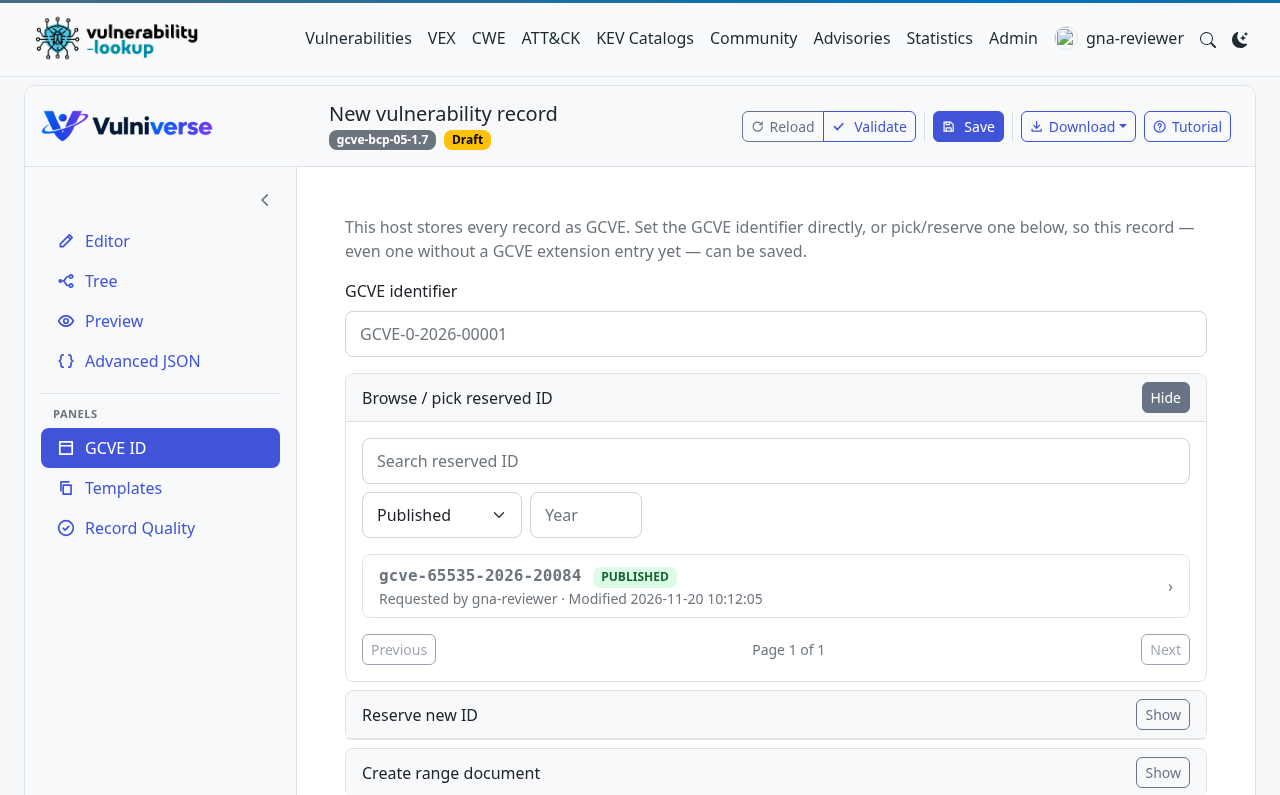 vulnerability
-lookup
Vulnerabilities VEX CWE ATT&CK KEV Catalogs Community Advisories Statistics Admin gna-reviewer
Vulniverse
New vulnerability record
gcve-bcp-05-1.7 Draft
Reload Validate Save Download Tutorial
Editor
Tree
Preview
Advanced JSON
PANELS
GCVE ID
Templates
Record Quality
This host stores every record as GCVE. Set the GCVE identifier directly, or pick/reserve one below, so this record —
even one without a GCVE extension entry yet — can be saved.
GCVE identifier
GCVE-0-2026-00001
Browse / pick reserved ID Hide
Search reserved ID
Published Year
gcve-65535-2026-20084 PUBLISHED
Requested by gna-reviewer · Modified 2026-11-20 10:12:05
Previous Page 1 of 1 Next
Reserve new ID Show
Create range document Show